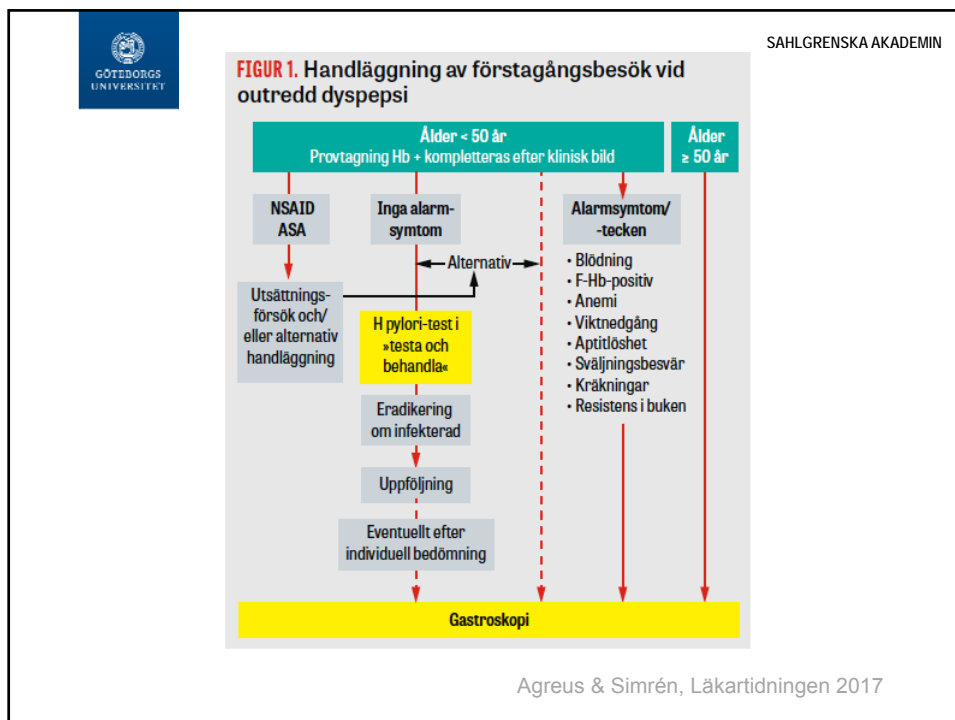 GÖTEBORGS
UNIVERSITET
SAHLGRENSKA AKADEMIN
FIGUR 1. Handläggning av förstagångsbesök vid
outredd dyspepsi
Ålder < 50 år
Provtagning Hb + kompletteras efter klinisk bild
Ålder
≥ 50 år
NSAID
ASA
Inga alarm-
symtom
Alarmsymtom/
-tecken
Alternativ
• Blödning
• F-Hb-positiv
• Anemi
• Viktnedgång
• Aptitlöshet
• Sväljningsbesvär
• Kräkningar
• Resistens i buken
Utsättnings-
försök och/
eller alternativ
handläggning
H pylori-test i
»testa och
behandla«
Eradikering
om infekterad
Uppföljning
Eventuellt efter
individuell bedömning
Gastroskopi
Agreus & Simrén, Läkartidningen 2017